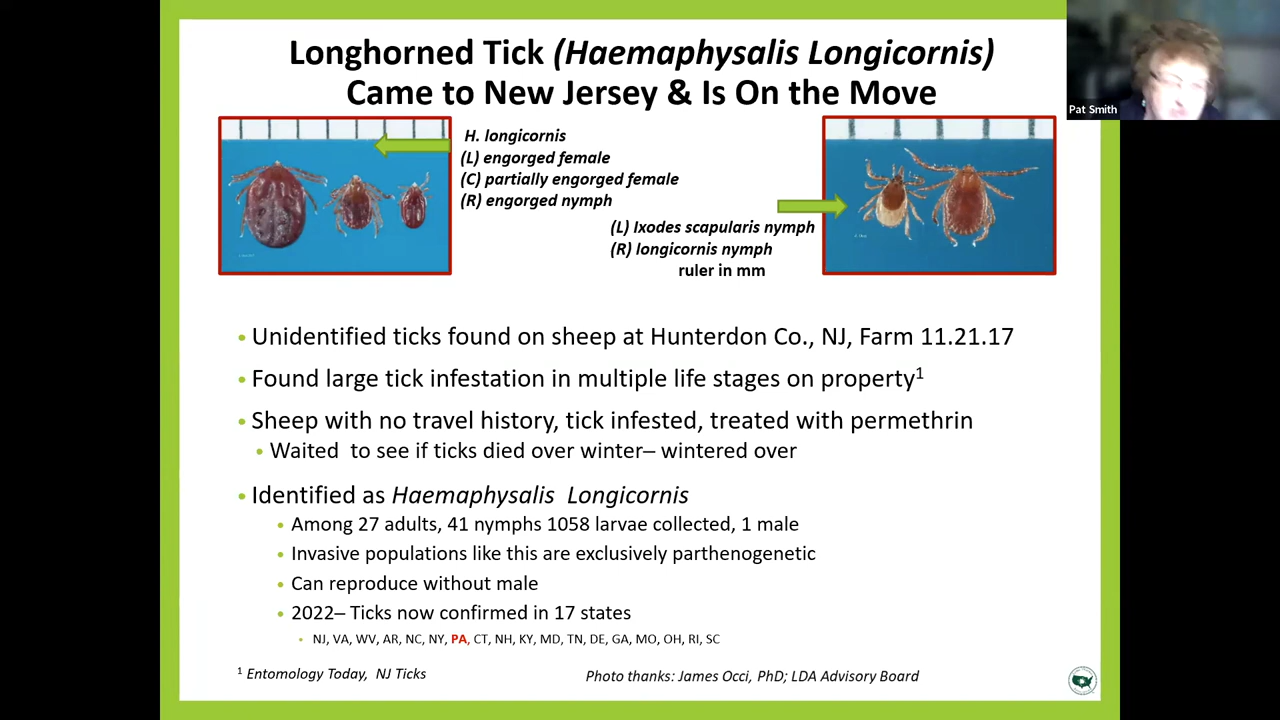 Longhorned Tick (Haemaphysalis Longicornis)
Came to New Jersey & Is On the Move
Pat Smith
H. longicornis
(L) engorged female
(C) partially engorged female
(R) engorged nymph
(L) Ixodes scapularis nymph
(R) longicornis nymph
ruler in mm
• Unidentified ticks found on sheep at Hunterdon Co., NJ, Farm 11.21.17
• Found large tick infestation in multiple life stages on property1
• Sheep with no travel history, tick infested, treated with permethrin
• Waited to see if ticks died over winter– wintered over
• Identified as Haemaphysalis Longicornis
• Among 27 adults, 41 nymphs 1058 larvae collected, 1 male
• Invasive populations like this are exclusively parthenogenetic
• Can reproduce without male
• 2022– Ticks now confirmed in 17 states
• NJ, VA, WV, AR, NC, NY, PA, CT, NH, KY, MD, TN, DE, GA, MO, OH, RI, SC
1 Entomology Today, NJ Ticks
Photo thanks: James Occi, PhD; LDA Advisory Board